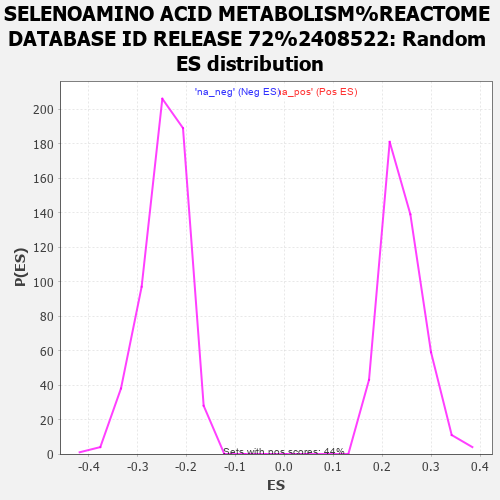 SELENOAMINO ACID METABOLISM%REACTOME
DATABASE ID RELEASE 72%2408522: Random
ES distribution
'na_neg' (Neg ES)
'na_pos' (Pos ES)
P(ES)
200
180
160
140
120
100
80
60
40
20
0
Sets with pos scores: 44%
-0.4 -0.3 -0.2 -0.1 0.0 0.1 0.2 0.3 0.4
ES